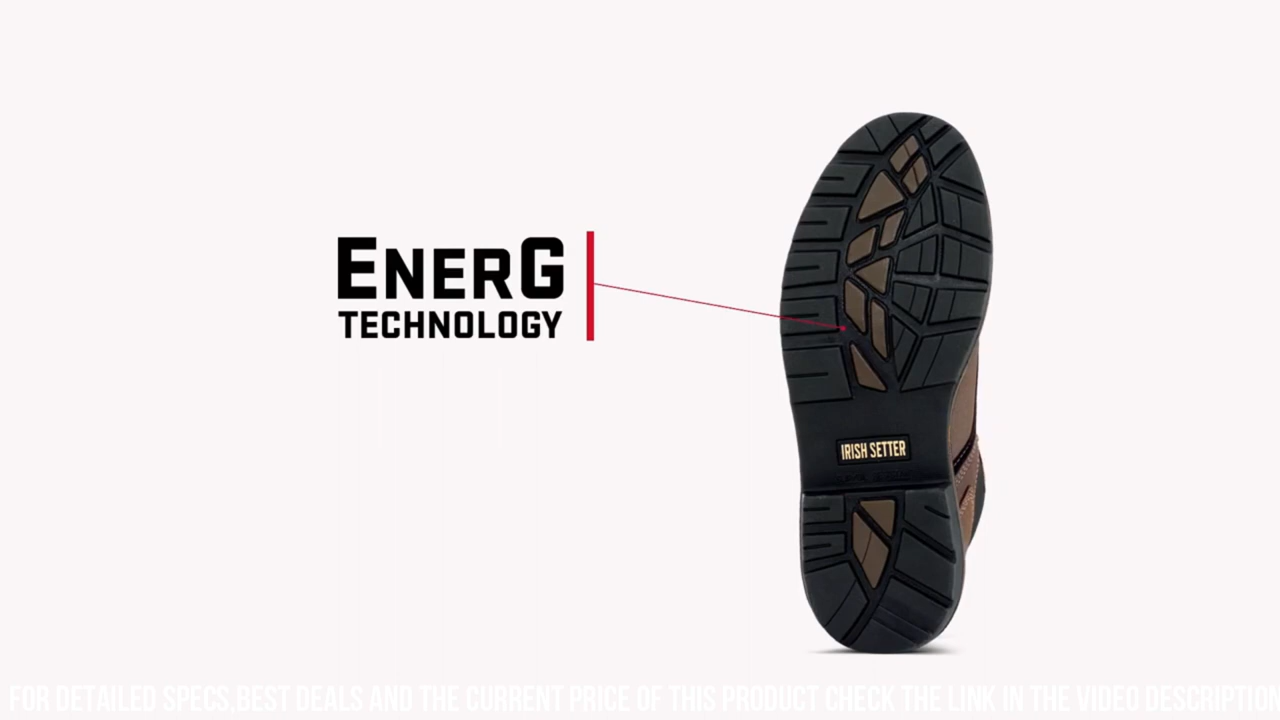 ENERG
TECHNOLOGY
IRISH SETTER
FOR DETAILED SPECS,BEST DEALS AND THE CURRENT PRICE OF THIS PRODUCT CHECK THE LINK IN THE VIDEO DESCRIPTION